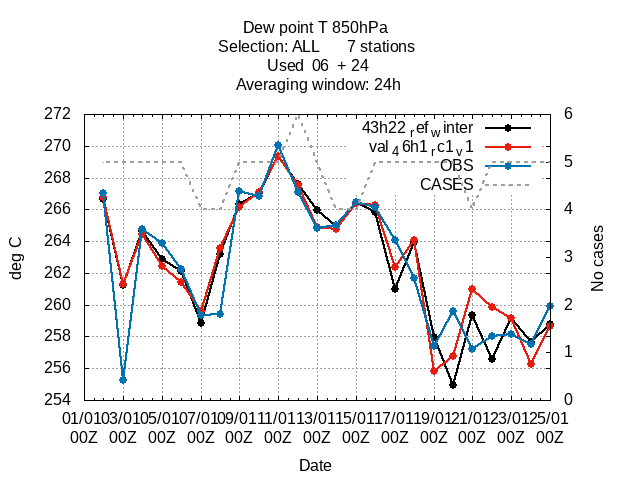 Dew point T 850hPa
Selection: ALL 7 stations
Used 06 + 24
Averaging window: 24h
43h22_ref_winter
val_46h1_rc1_v1
OBS
CASES
deg C
272
270
268
266
264
262
260
258
256
254
6
5
4
3
2
1
0
No cases
01/01 03/01 05/01 07/01 09/01 11/01 13/01 15/01 17/01 19/01 21/01 23/01 25/01
00Z 00Z 00Z 00Z 00Z 00Z 00Z 00Z 00Z 00Z 00Z 00Z 00Z
Date